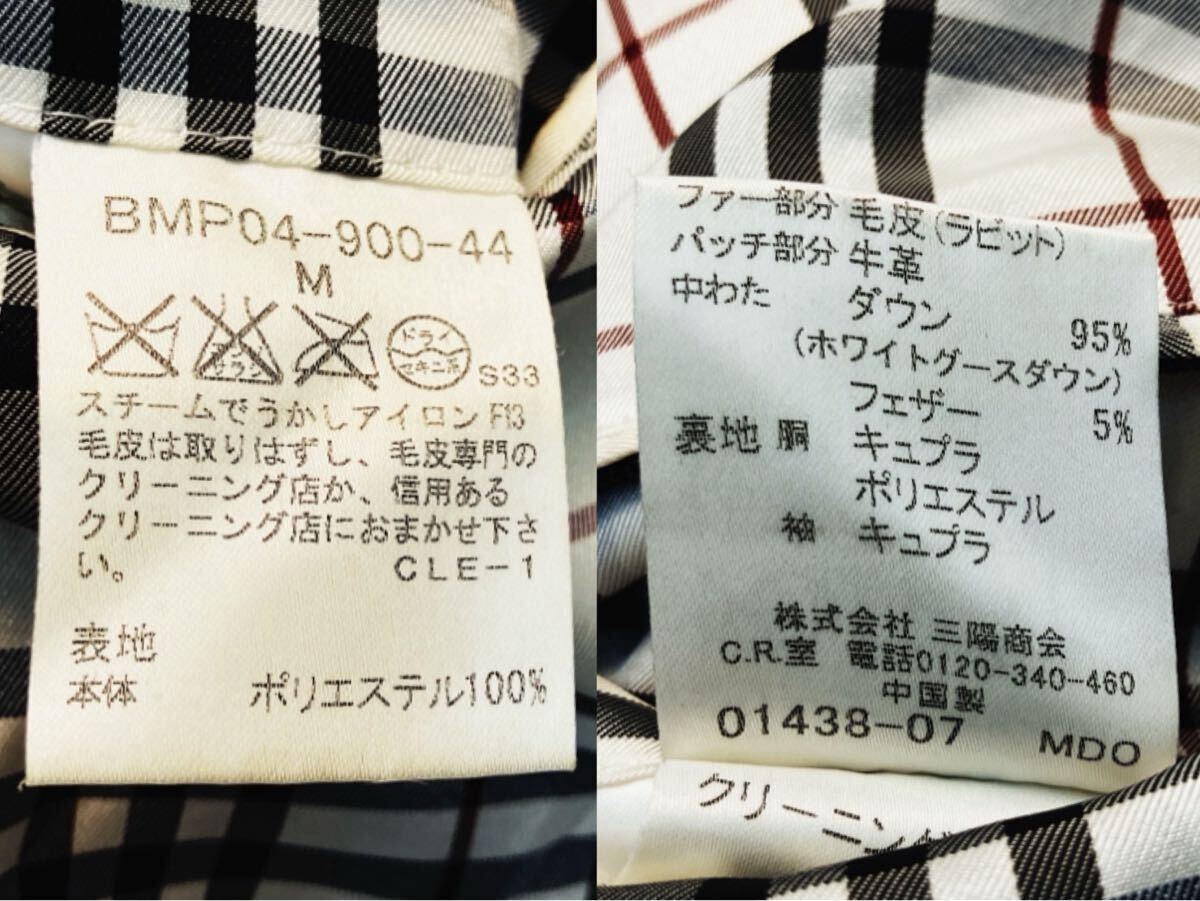 BMP04-900-44
M
エンソサラシ
ドライ
セキユ系
S33
スチームでうかしアイロン F13
毛皮は取りはずし、毛皮専門の
クリーニング店か、信用ある
クリーニング店におまかせ下さ
い。 CLE-1
表地
本体 ポリエステル100%
ファー部分 毛皮(ラビット)
パッチ部分 牛革
中わた ダウン 95%
(ホワイトグースダウン)
フェザー 5%
裏地 胴 キュプラ
ポリエステル
袖 キュプラ
株式会社 三陽商会
C.R.室 電話0120-340-460
中国製
01438-07 MDO
クリーニング